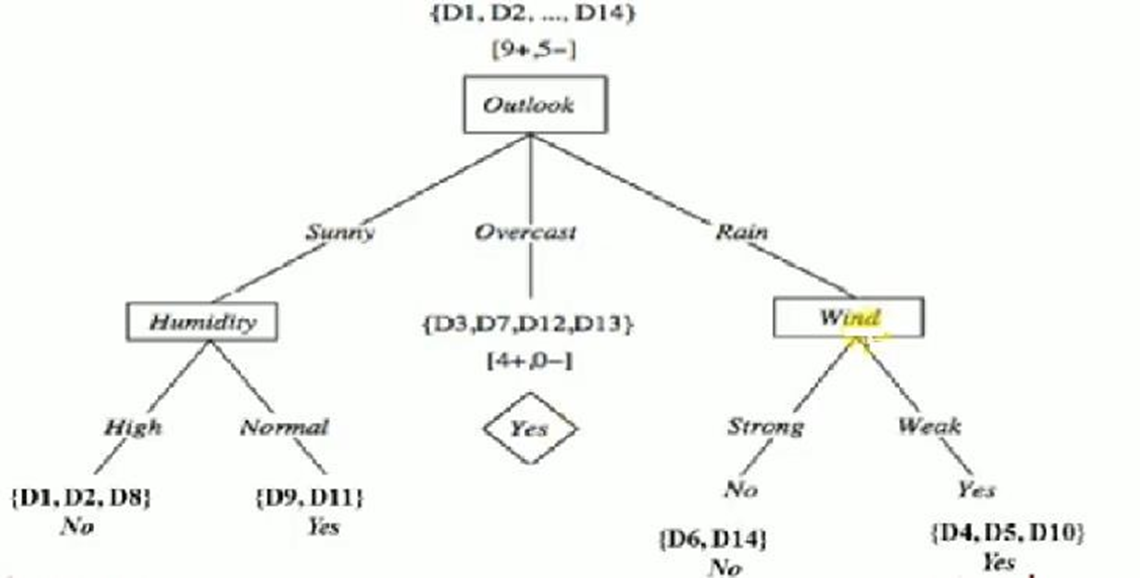 {D1, D2, ..., D14}
[9+,5−]
Outlook
Sunny
Overcast
Rain
Humidity
{D3,D7,D12,D13}
[4+,0−]
Wind
High
Normal
Yes
Strong
Weak
{D1, D2, D8}
No
{D9, D11}
Yes
No
Yes
{D6, D14}
No
{D4, D5, D10}
Yes